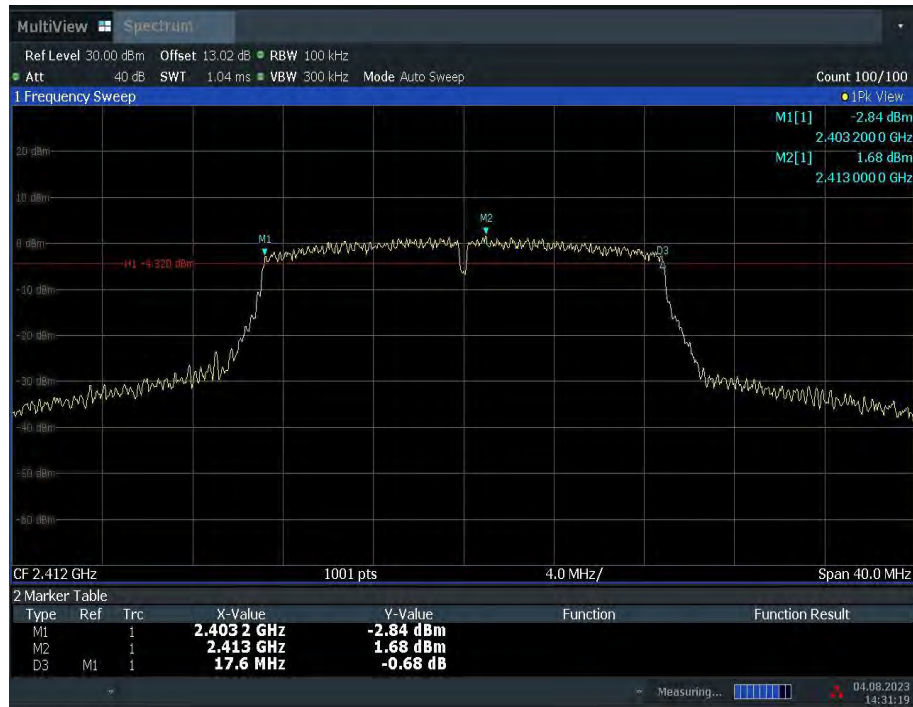 MultiView Spectrum
Ref Level 30.00 dBm Offset 13.02 dB RBW 100 kHz
Att 40 dB SWT 1.04 ms VBW 300 kHz Mode Auto Sweep Count 100/100
1 Frequency Sweep 1Pk View
M1[1] -2.84 dBm
2.403 200 0 GHz
20 dBm
M2[1] 1.68 dBm
2.413 000 0 GHz
10 dBm
M2
0 dBm
M1
D3
H1 -4.320 dBm
-10 dBm
-20 dBm
-30 dBm
-40 dBm
-50 dBm
-60 dBm
CF 2.412 GHz 1001 pts 4.0 MHz/ Span 40.0 MHz
2 Marker Table
Type Ref Trc X-Value Y-Value Function Function Result
M1 1 2.403 2 GHz -2.84 dBm
M2 1 2.413 GHz 1.68 dBm
D3 M1 1 17.6 MHz -0.68 dB
Measuring... 04.08.2023
14:31:19